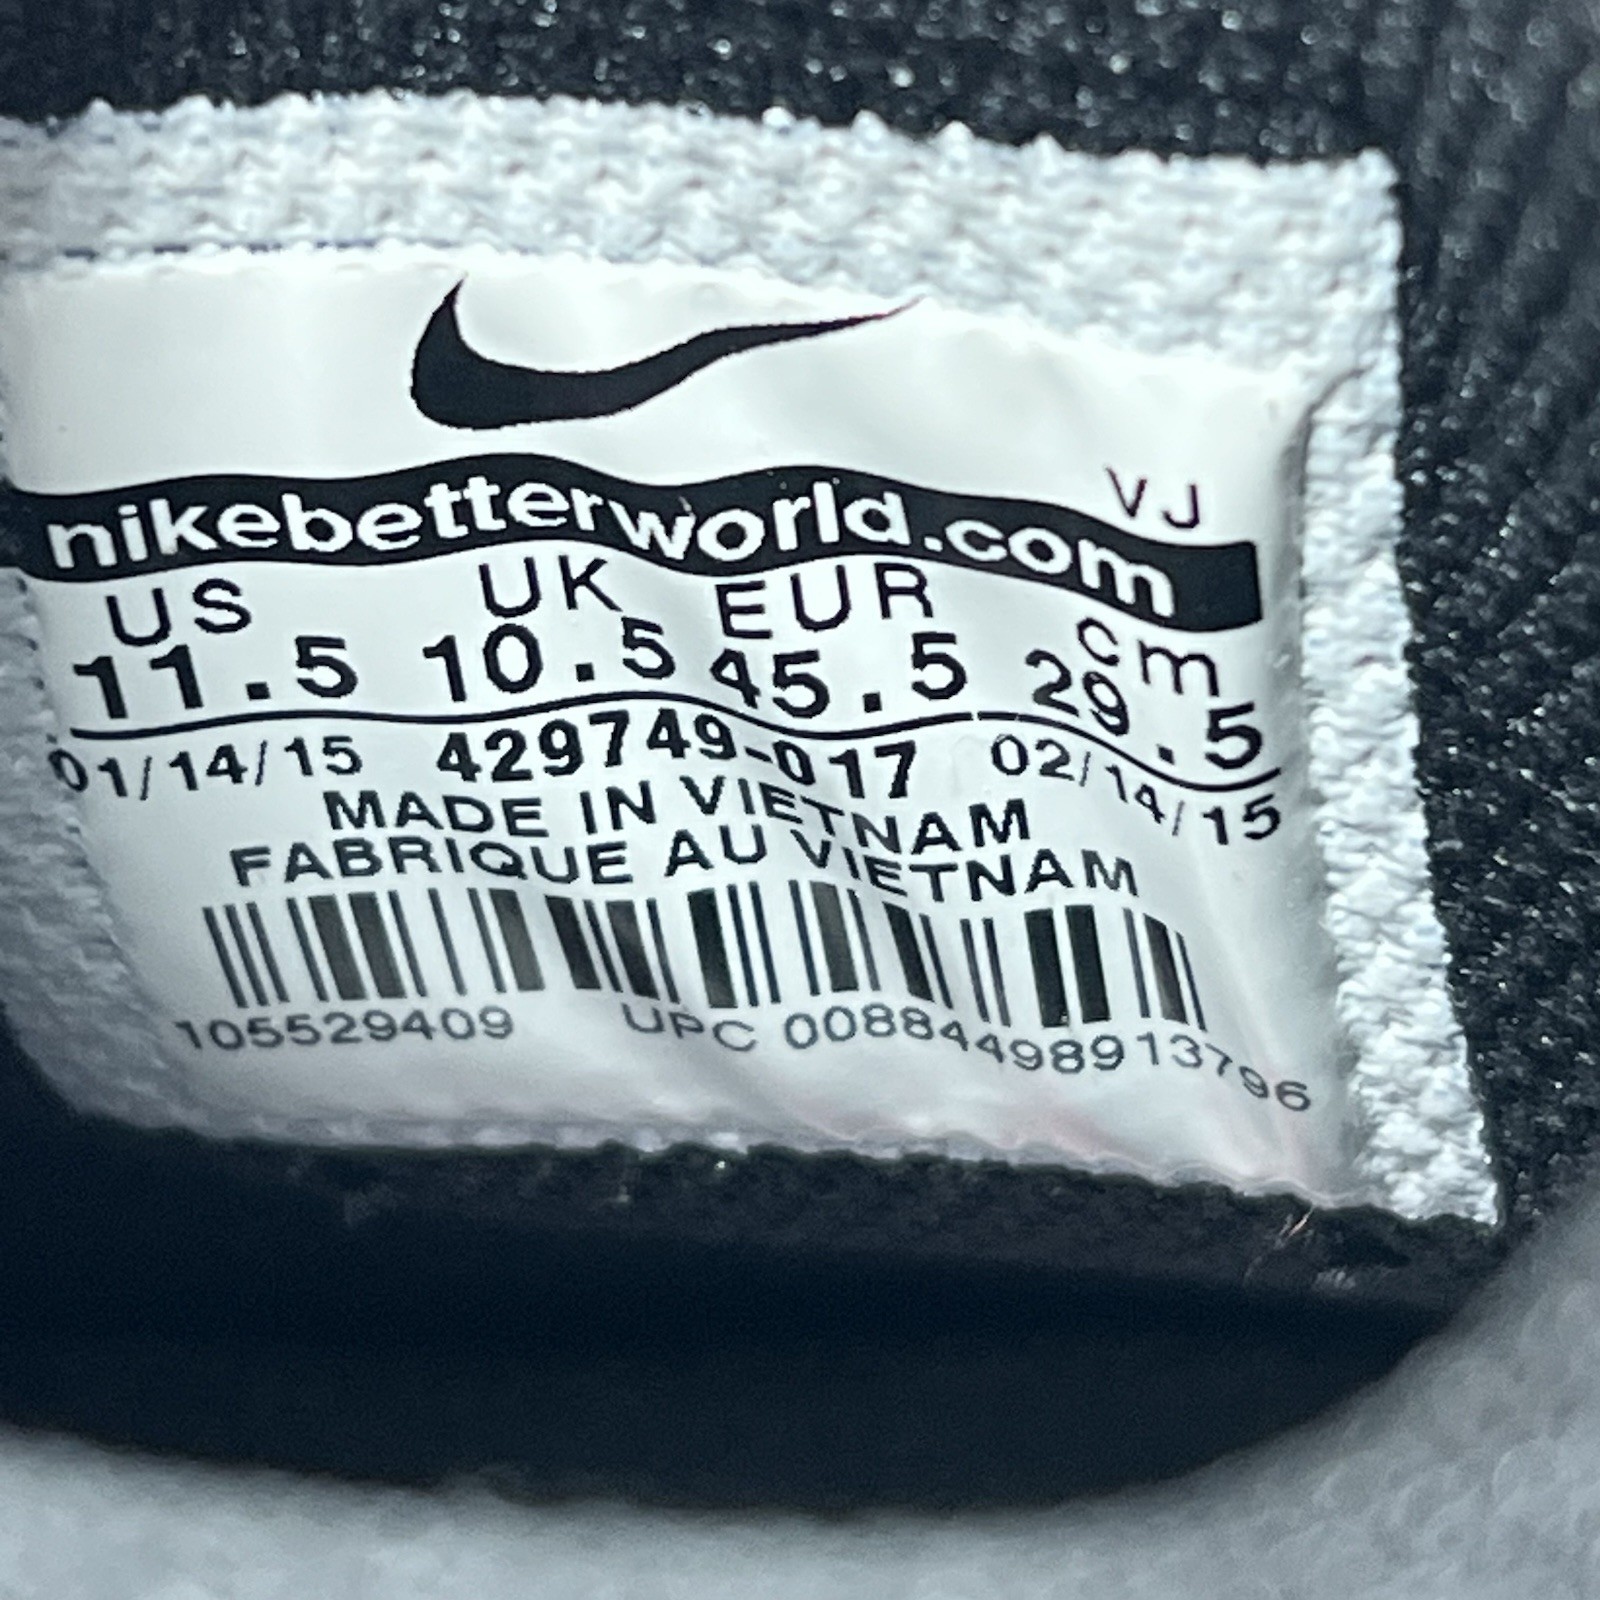 VJ
nikebetterworld.com
US UK EUR cm
11.5 10.5 45.5 29.5
01/14/15 429749-017 02/14/15
MADE IN VIETNAM
FABRIQUE AU VIETNAM
105529409 UPC 00884498913796